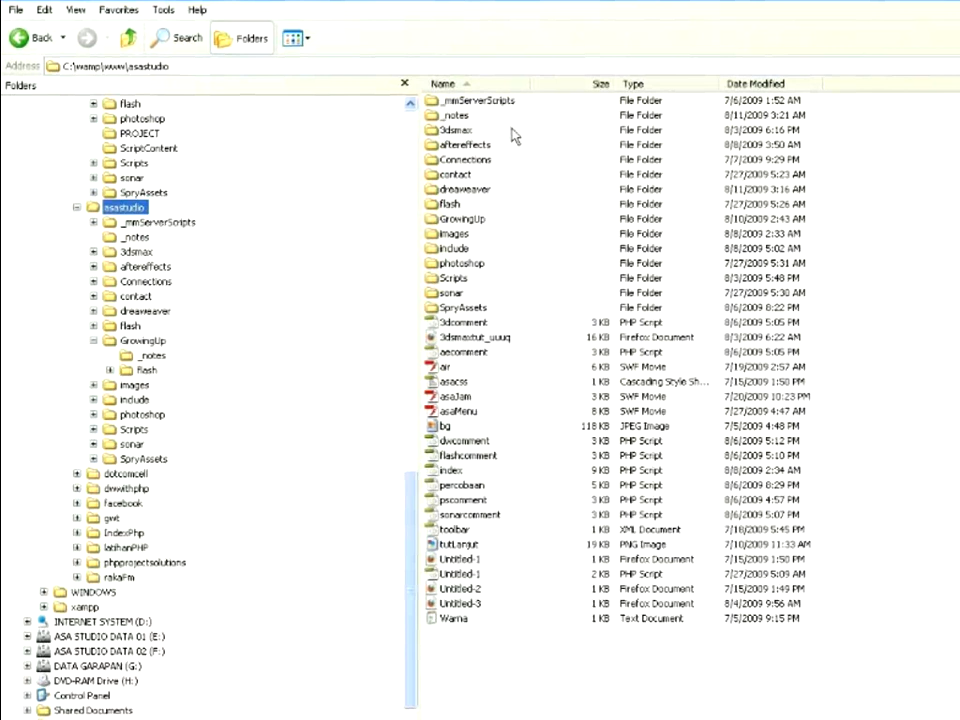 File Edit View Favorites Tools Help
Back Search Folders
Address C:\wamp\www\asastudio
Folders
flash
photoshop
PROJECT
ScriptContent
Scripts
sonar
SpryAssets
asastudio
_mmServerScripts
_notes
3dsmax
aftereffects
Connections
contact
dreaweaver
flash
GrowingUp
_notes
flash
images
include
photoshop
Scripts
sonar
SpryAssets
dotcomcell
dwwithphp
facebook
gwt
IndexPhp
latihanPHP
phpprojectsolutions
rakaFm
WINDOWS
xampp
INTERNET SYSTEM (D:)
ASA STUDIO DATA 01 (E:)
ASA STUDIO DATA 02 (F:)
DATA GARAPAN (G:)
DVD-RAM Drive (H:)
Control Panel
Shared Documents
Name Size Type Date Modified
_mmServerScripts File Folder 7/6/2009 1:52 AM
_notes File Folder 8/11/2009 3:21 AM
3dsmax File Folder 8/3/2009 6:16 PM
aftereffects File Folder 8/8/2009 3:50 AM
Connections File Folder 7/7/2009 9:29 PM
contact File Folder 7/27/2009 5:23 AM
dreaweaver File Folder 8/11/2009 3:16 AM
flash File Folder 7/27/2009 5:26 AM
GrowingUp File Folder 8/10/2009 2:43 AM
images File Folder 8/8/2009 2:33 AM
include File Folder 8/8/2009 5:02 AM
photoshop File Folder 7/27/2009 5:31 AM
Scripts File Folder 8/3/2009 5:48 PM
sonar File Folder 7/27/2009 5:30 AM
SpryAssets File Folder 8/6/2009 8:22 PM
3dcomment 3 KB PHP Script 8/6/2009 5:05 PM
3dsmaxtut_uuuq 16 KB Firefox Document 8/3/2009 6:22 AM
aecomment 3 KB PHP Script 8/6/2009 5:05 PM
air 6 KB SWF Movie 7/19/2009 2:57 AM
asacss 1 KB Cascading Style Sh... 7/15/2009 1:50 PM
asaJam 3 KB SWF Movie 7/20/2009 10:23 PM
asaMenu 8 KB SWF Movie 7/27/2009 4:47 AM
bg 118 KB JPEG Image 7/5/2009 4:48 PM
dwcomment 3 KB PHP Script 8/6/2009 5:12 PM
flashcomment 3 KB PHP Script 8/6/2009 5:10 PM
index 9 KB PHP Script 8/8/2009 2:34 AM
percobaan 5 KB PHP Script 8/6/2009 8:29 PM
pscomment 3 KB PHP Script 8/6/2009 4:57 PM
sonarcomment 3 KB PHP Script 8/6/2009 5:07 PM
toolbar 1 KB XML Document 7/18/2009 5:45 PM
tutLanjut 19 KB PNG Image 7/10/2009 11:33 AM
Untitled-1 1 KB Firefox Document 7/15/2009 1:50 PM
Untitled-1 2 KB PHP Script 7/27/2009 5:09 AM
Untitled-2 1 KB Firefox Document 7/15/2009 1:49 PM
Untitled-3 1 KB Firefox Document 8/4/2009 9:56 AM
Warna 1 KB Text Document 7/5/2009 9:15 PM